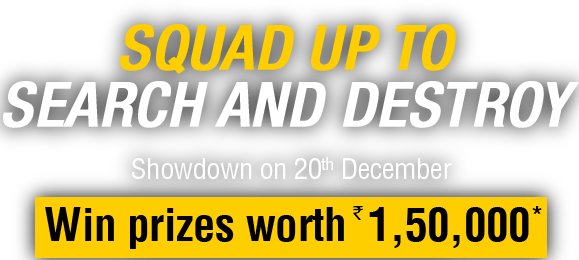 SQUAD UP TO
SEARCH AND DESTROY
Showdown on 20th December
Win prizes worth ₹1,50,000*